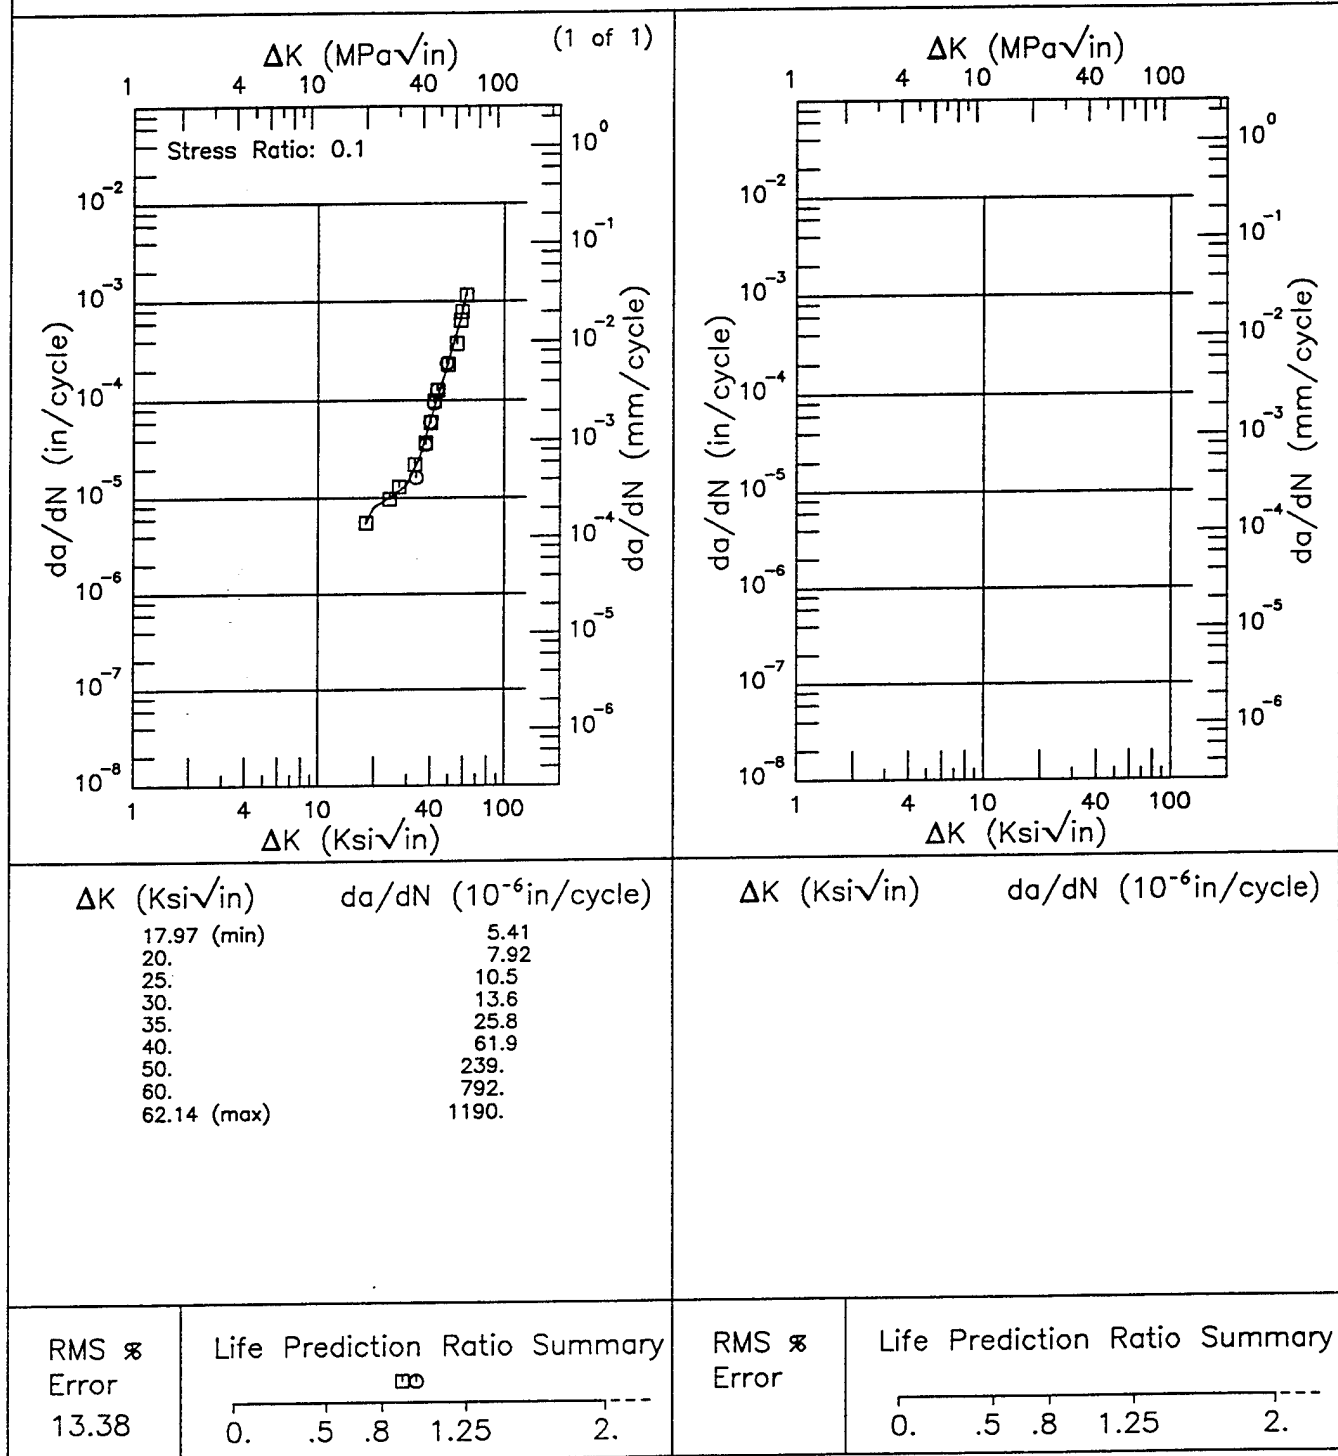 (1 of 1)
ΔK (MPa√in)
1 4 10 40 100
Stress Ratio: 0.1
da/dN (in/cycle)
10⁻²
10⁻³
10⁻⁴
10⁻⁵
10⁻⁶
10⁻⁷
10⁻⁸
10⁰
10⁻¹
10⁻²
10⁻³
10⁻⁴
10⁻⁵
10⁻⁶
da/dN (mm/cycle)
1 4 10 40 100
ΔK (Ksi√in)
ΔK (MPa√in)
1 4 10 40 100
da/dN (in/cycle)
10⁻²
10⁻³
10⁻⁴
10⁻⁵
10⁻⁶
10⁻⁷
10⁻⁸
10⁰
10⁻¹
10⁻²
10⁻³
10⁻⁴
10⁻⁵
10⁻⁶
da/dN (mm/cycle)
1 4 10 40 100
ΔK (Ksi√in)
ΔK (Ksi√in) da/dN (10⁻⁶in/cycle)
17.97 (min) 5.41
20. 7.92
25. 10.5
30. 13.6
35. 25.8
40. 61.9
50. 239.
60. 792.
62.14 (max) 1190.
ΔK (Ksi√in) da/dN (10⁻⁶in/cycle)
RMS %
Error
13.38
Life Prediction Ratio Summary
0. .5 .8 1.25 2.
RMS %
Error
Life Prediction Ratio Summary
0. .5 .8 1.25 2.